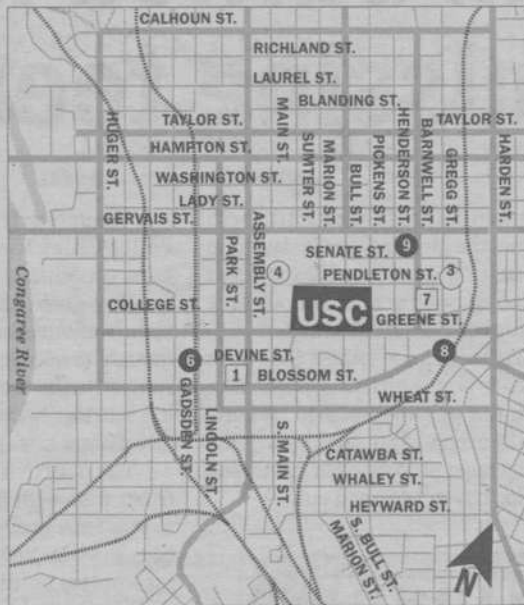 CALHOUN ST.
RICHLAND ST.
LAUREL ST.
BLANDING ST.
TAYLOR ST.
TAYLOR ST.
HUGER ST.
MAIN ST.
HAMPTON ST.
SUMTER ST.
MARION ST.
BULL ST.
PICKENS ST.
HENDERSON ST.
BARNWELL ST.
GREGG ST.
HARDEN ST.
WASHINGTON ST.
LADY ST.
GERVAIS ST.
PARK ST.
ASSEMBLY ST.
SENATE ST.
9
4
PENDLETON ST.
3
7
COLLEGE ST.
USC
GREENE ST.
Congaree River
6
DEVINE ST.
8
1
BLOSSOM ST.
GADSDEN ST.
LINCOLN ST.
WHEAT ST.
S. MAIN ST.
CATAWBA ST.
WHALEY ST.
HEYWARD ST.
S. BULL ST.
MARION ST.
N